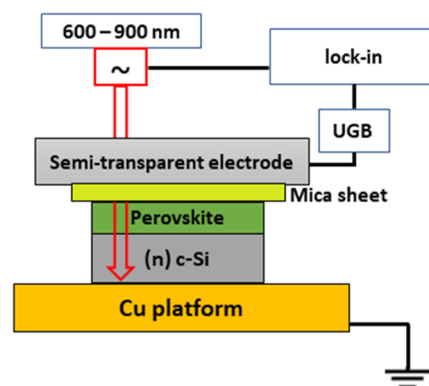 600 – 900 nm
~
lock-in
UGB
Semi-transparent electrode
Mica sheet
Perovskite
(n) c-Si
Cu platform